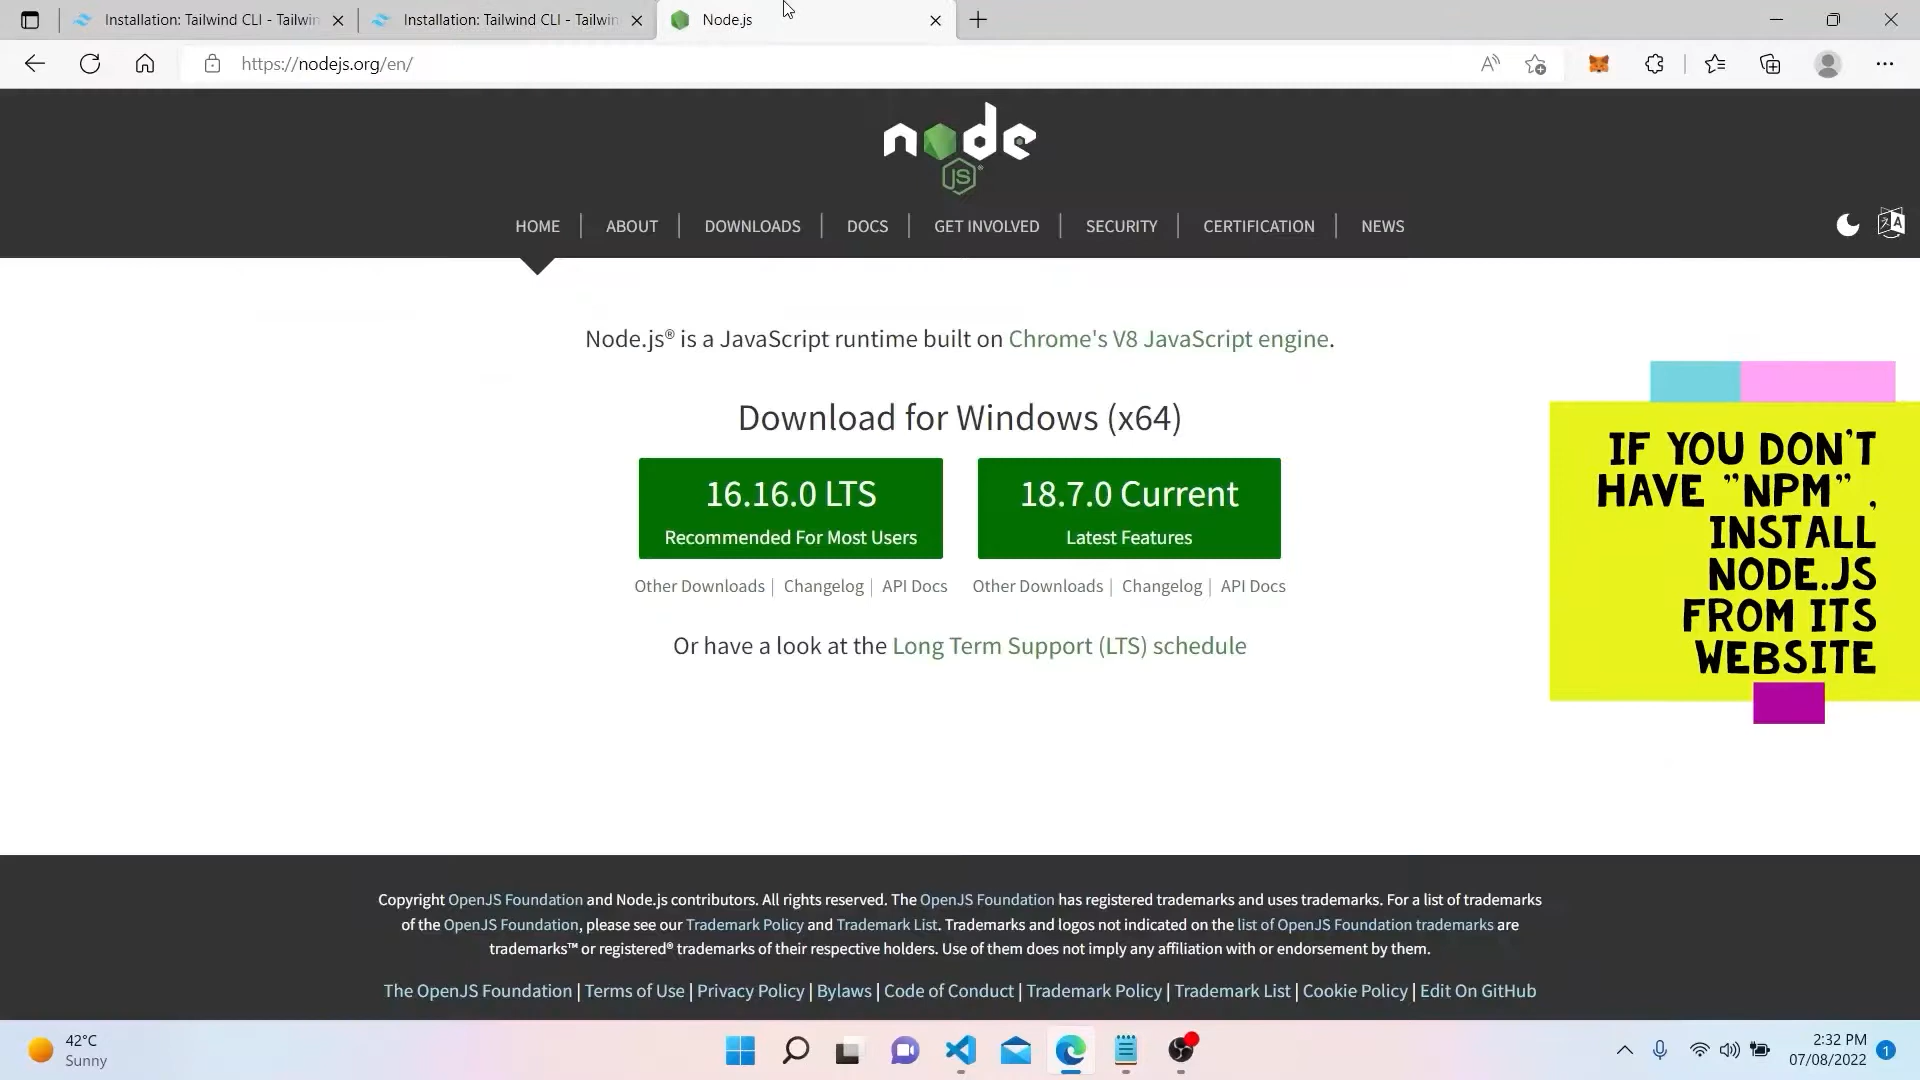 Installation: Tailwind CLI - Tailwin
Installation: Tailwind CLI - Tailwin
Node.js
https://nodejs.org/en/
node
JS
HOME
ABOUT
DOWNLOADS
DOCS
GET INVOLVED
SECURITY
CERTIFICATION
NEWS
Node.js® is a JavaScript runtime built on Chrome's V8 JavaScript engine.
Download for Windows (x64)
16.16.0 LTS
Recommended For Most Users
18.7.0 Current
Latest Features
Other Downloads | Changelog | API Docs
Other Downloads | Changelog | API Docs
Or have a look at the Long Term Support (LTS) schedule
IF YOU DON'T
HAVE "NPM" ,
INSTALL
NODE.JS
FROM ITS
WEBSITE
Copyright OpenJS Foundation and Node.js contributors. All rights reserved. The OpenJS Foundation has registered trademarks and uses trademarks. For a list of trademarks
of the OpenJS Foundation, please see our Trademark Policy and Trademark List. Trademarks and logos not indicated on the list of OpenJS Foundation trademarks are
trademarks™ or registered® trademarks of their respective holders. Use of them does not imply any affiliation with or endorsement by them.
The OpenJS Foundation | Terms of Use | Privacy Policy | Bylaws | Code of Conduct | Trademark Policy | Trademark List | Cookie Policy | Edit On GitHub
42°C
Sunny
2:32 PM
07/08/2022
1